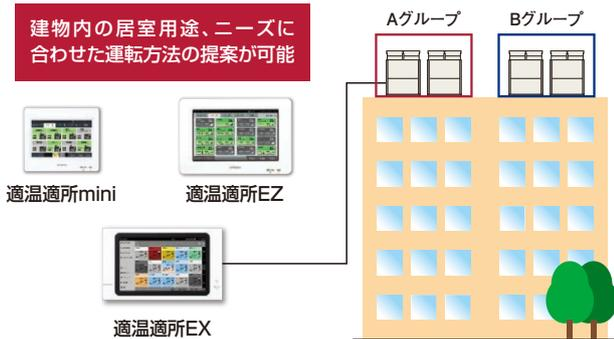 建物内の居室用途、ニーズに
合わせた運転方法の提案が可能
Aグループ
Bグループ
適温適所mini
適温適所EZ
適温適所EX